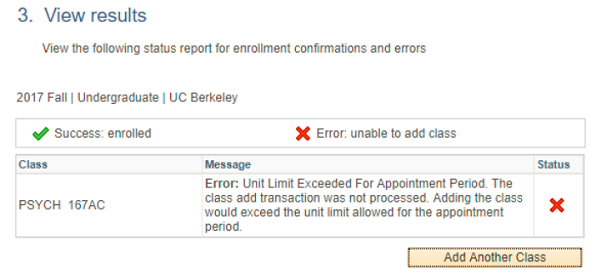 3. View results
View the following status report for enrollment confirmations and errors
2017 Fall | Undergraduate | UC Berkeley
Success: enrolled
Error: unable to add class
Class
Message
Status
PSYCH 167AC
Error: Unit Limit Exceeded For Appointment Period. The
class add transaction was not processed. Adding the class
would exceed the unit limit allowed for the appointment
period.
Add Another Class